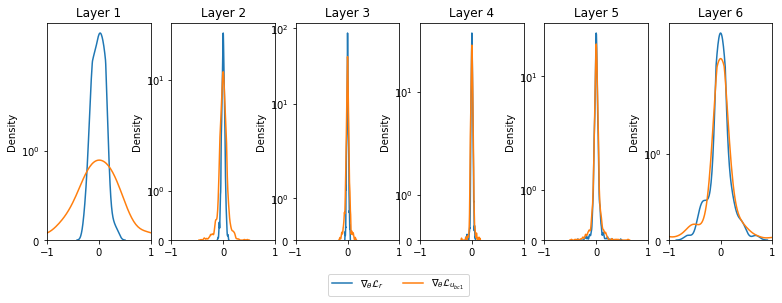 Layer 1 Layer 2 Layer 3 Layer 4 Layer 5 Layer 6
Density Density Density Density Density Density
10² 
10¹ 10¹ 10¹ 10¹
10⁰ 10⁰ 10⁰ 10⁰ 10⁰ 10⁰
0 0 0 0 0 0
−1 0 1 −1 0 1 −1 0 1 −1 0 1 −1 0 1 −1 0 1
∇θℒr ∇θℒu_bc1